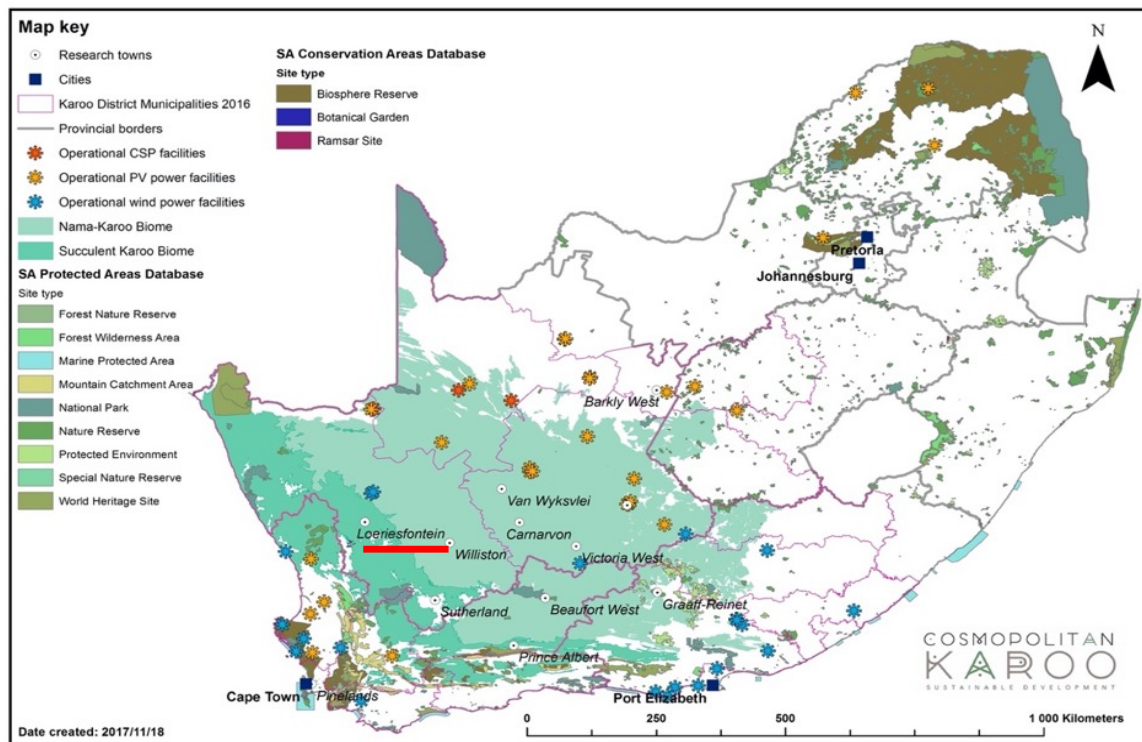 Map key
Research towns
Cities
Karoo District Municipalities 2016
Provincial borders
Operational CSP facilities
Operational PV power facilities
Operational wind power facilities
Nama-Karoo Biome
Succulent Karoo Biome
SA Protected Areas Database
Site type
Forest Nature Reserve
Forest Wilderness Area
Marine Protected Area
Mountain Catchment Area
National Park
Nature Reserve
Protected Environment
Special Nature Reserve
World Heritage Site
SA Conservation Areas Database
Site type
Biosphere Reserve
Botanical Garden
Ramsar Site
N
Pretoria
Johannesburg
Barkly West
Van Wyksvlei
Loeriesfontein
Carnarvon
Williston
Victoria West
Sutherland
Beaufort West
Graaff-Reinet
Prince Albert
Cape Town
Pinelands
Port Elizabeth
COSMOPOLITAN
KAROO
SUSTAINABLE DEVELOPMENT
0 250 500 1 000 Kilometers
Date created: 2017/11/18